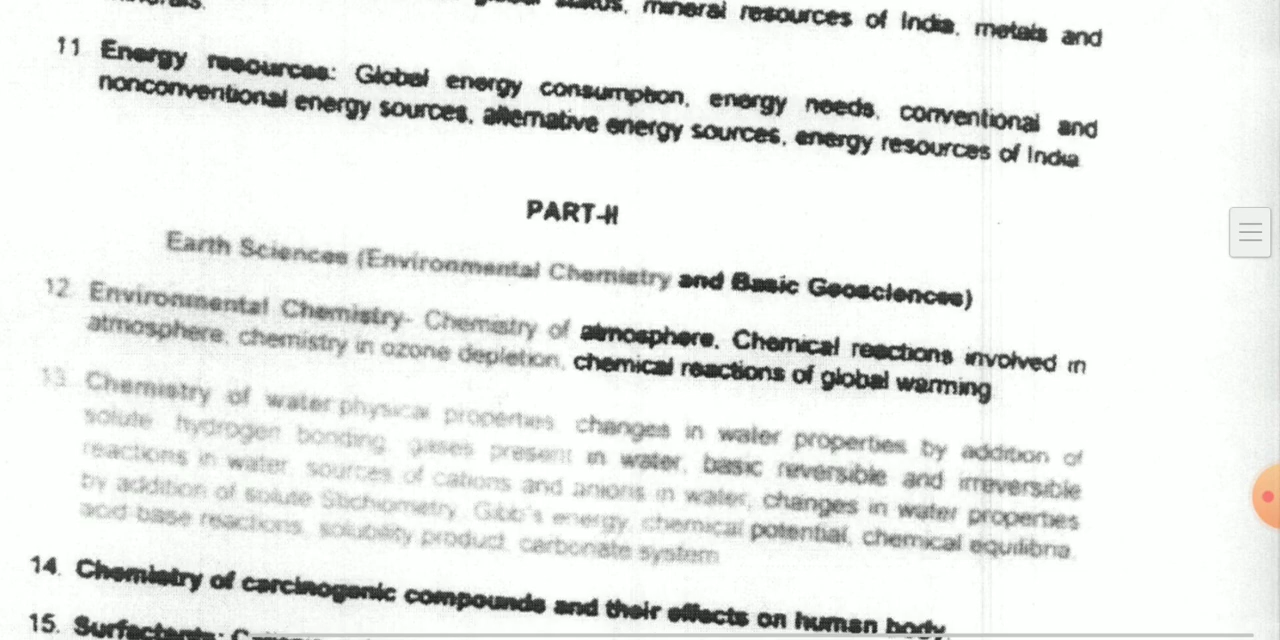 global status, mineral resources of India, metals and
11 Energy resources: Global energy consumption, energy needs, conventional and
nonconventional energy sources, alternative energy sources, energy resources of India
PART-II
Earth Sciences (Environmental Chemistry and Basic Geosciences)
12. Environmental Chemistry- Chemistry of atmosphere, Chemical reactions involved in
atmosphere, chemistry in ozone depletion, chemical reactions of global warming
13. Chemistry of water:physical properties, changes in water properties by addition of
solute, hydrogen bonding, gases present in water, basic reversible and irreversible
reactions in water, sources of cations and anions in water, changes in water properties
by addition of solute Stichiometry, Gibb's energy, chemical potential, chemical equilibria,
acid-base reactions, solubility product, carbonate system
14. Chemistry of carcinogenic compounds and their effects on human body.
15. Surfactents: